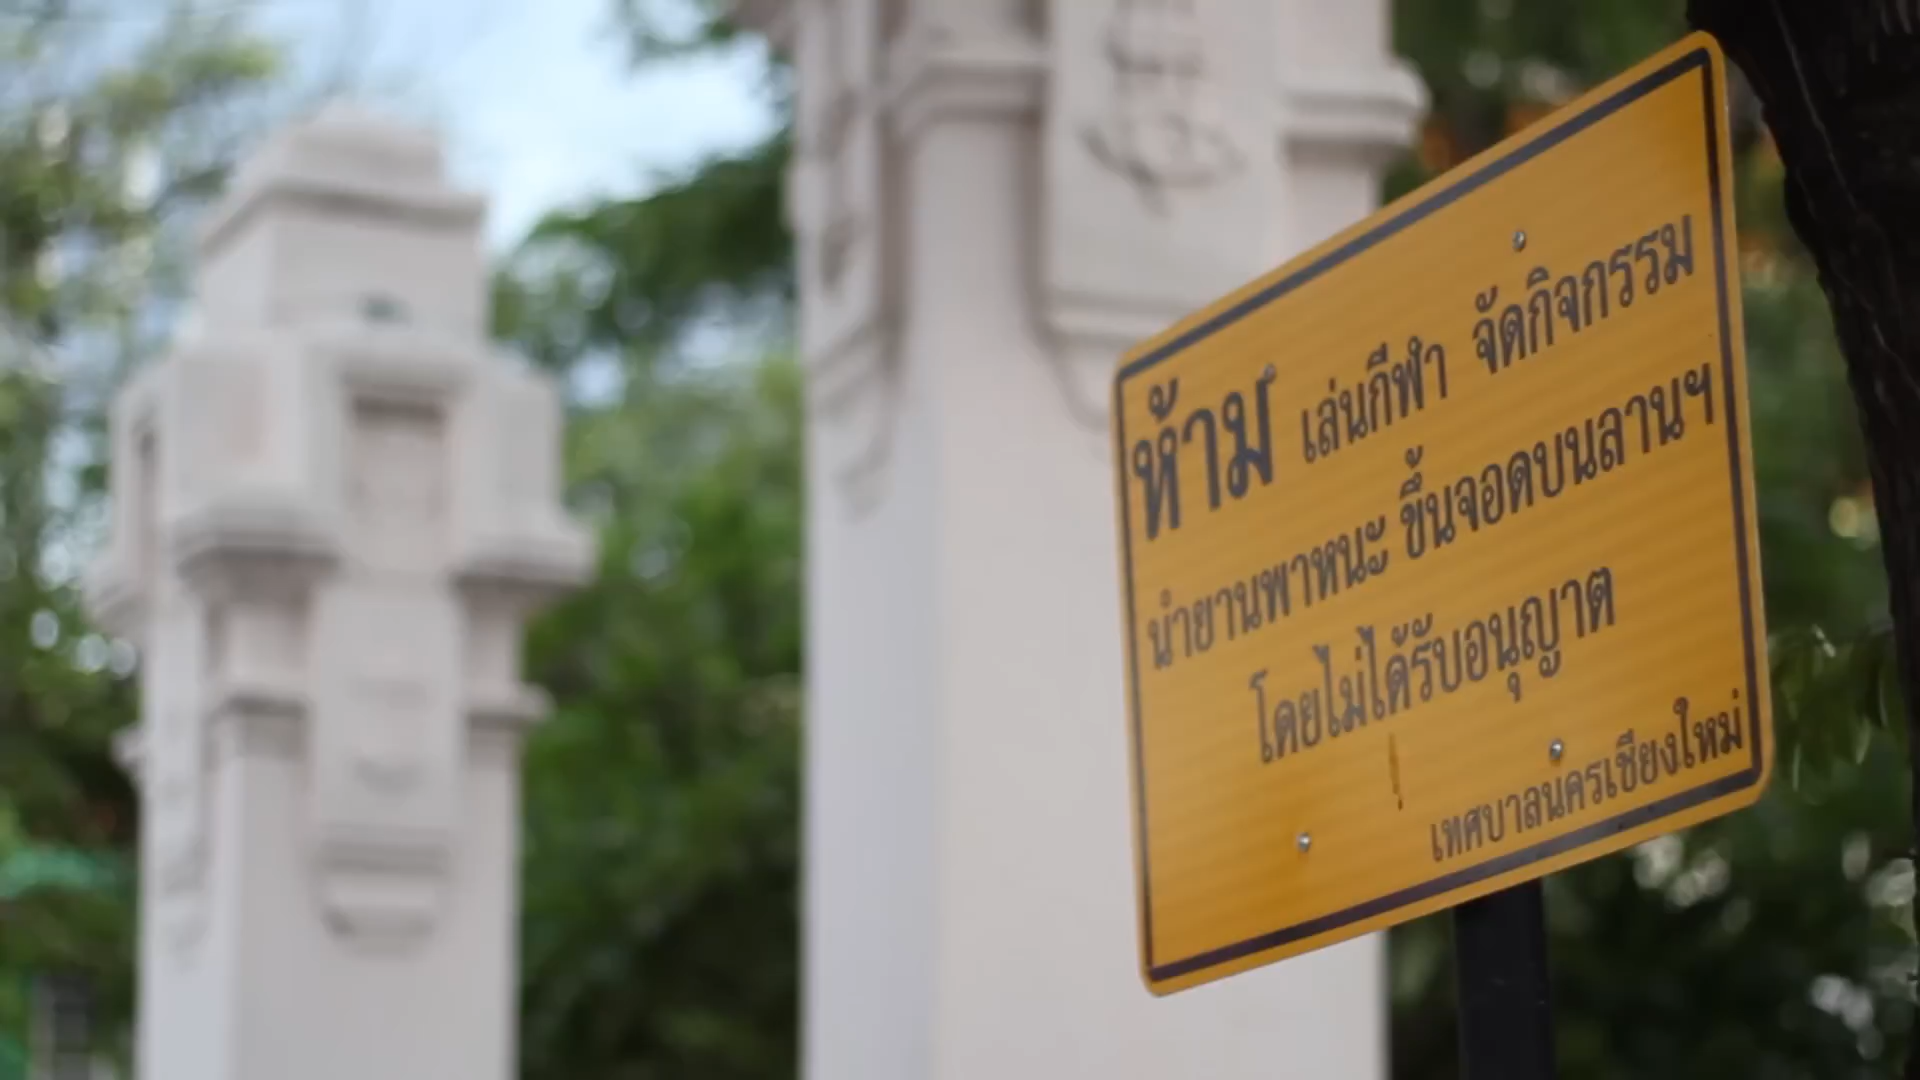 ห้าม เล่นกีฬา จัดกิจกรรม
นำยานพาหนะ ขึ้นจอดบนลานฯ
โดยไม่ได้รับอนุญาต
เทศบาลนครเชียงใหม่